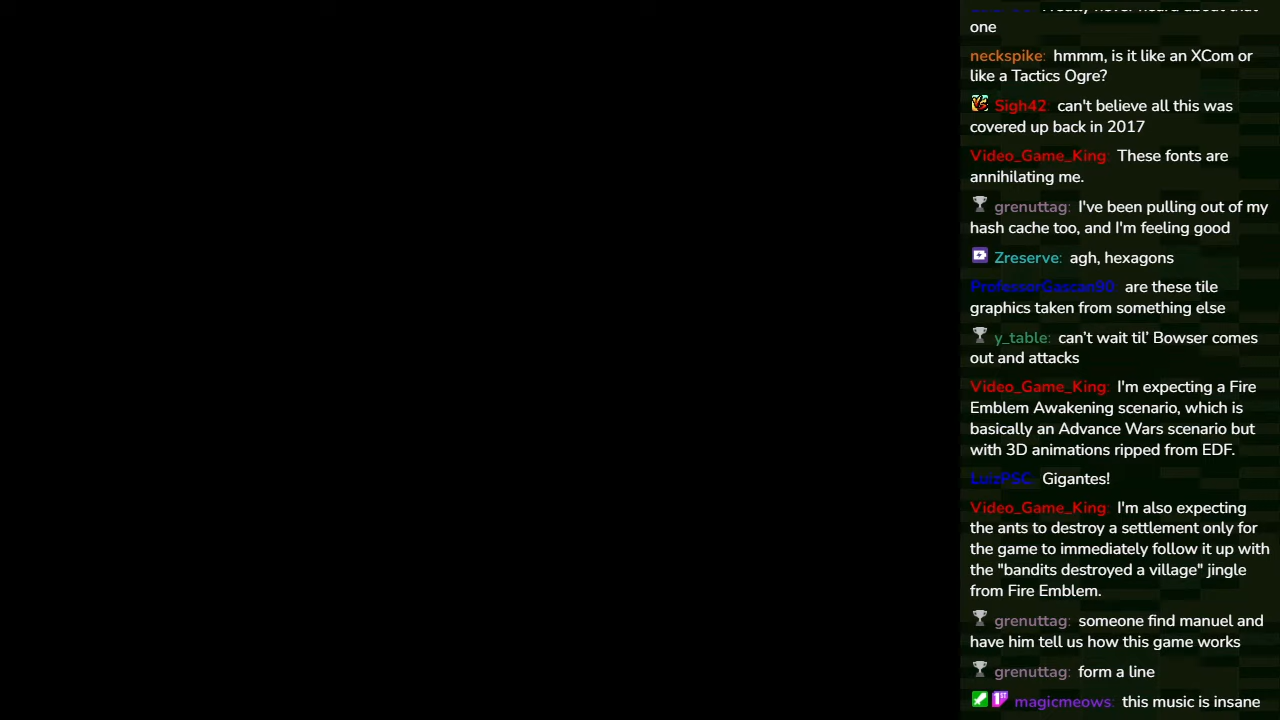 one
neckspike: hmmm, is it like an XCom or
like a Tactics Ogre?
Sigh42: can't believe all this was
covered up back in 2017
Video_Game_King: These fonts are
annihilating me.
grenuttag: I've been pulling out of my
hash cache too, and I'm feeling good
Zreserve: agh, hexagons
ProfessorGascan90: are these tile
graphics taken from something else
y_table: can’t wait til’ Bowser comes
out and attacks
Video_Game_King: I'm expecting a Fire
Emblem Awakening scenario, which is
basically an Advance Wars scenario but
with 3D animations ripped from EDF.
LuizPSC: Gigantes!
Video_Game_King: I'm also expecting
the ants to destroy a settlement only for
the game to immediately follow it up with
the "bandits destroyed a village" jingle
from Fire Emblem.
grenuttag: someone find manuel and
have him tell us how this game works
grenuttag: form a line
magicmeows: this music is insane